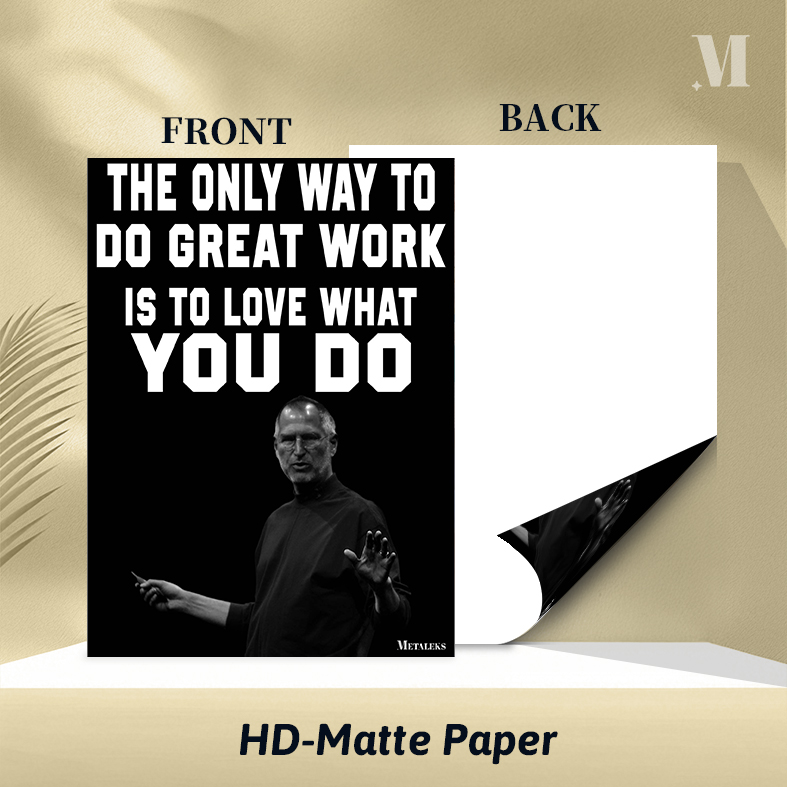 M
FRONT
BACK
THE ONLY WAY TO
DO GREAT WORK
IS TO LOVE WHAT
YOU DO
METALEKS
HD-Matte Paper